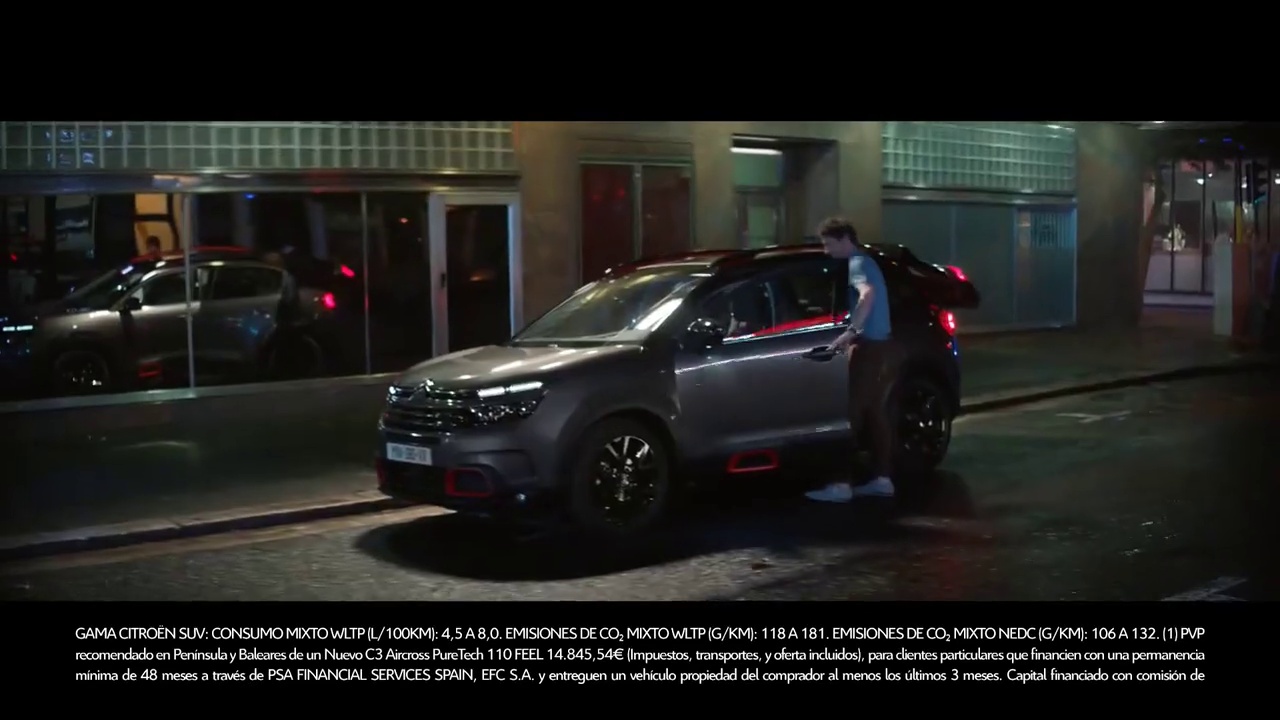 GAMA CITROËN SUV: CONSUMO MIXTO WLTP (L/100KM): 4,5 A 8,0. EMISIONES DE CO₂ MIXTO WLTP (G/KM): 118 A 181. EMISIONES DE CO₂ MIXTO NEDC (G/KM): 106 A 132. (1) PVP
recomendado en Península y Baleares de un Nuevo C3 Aircross PureTech 110 FEEL 14.845,54€ (Impuestos, transportes, y oferta incluidos), para clientes particulares que financien con una permanencia
mínima de 48 meses a través de PSA FINANCIAL SERVICES SPAIN, EFC S.A. y entreguen un vehículo propiedad del comprador al menos los últimos 3 meses. Capital financiado con comisión de